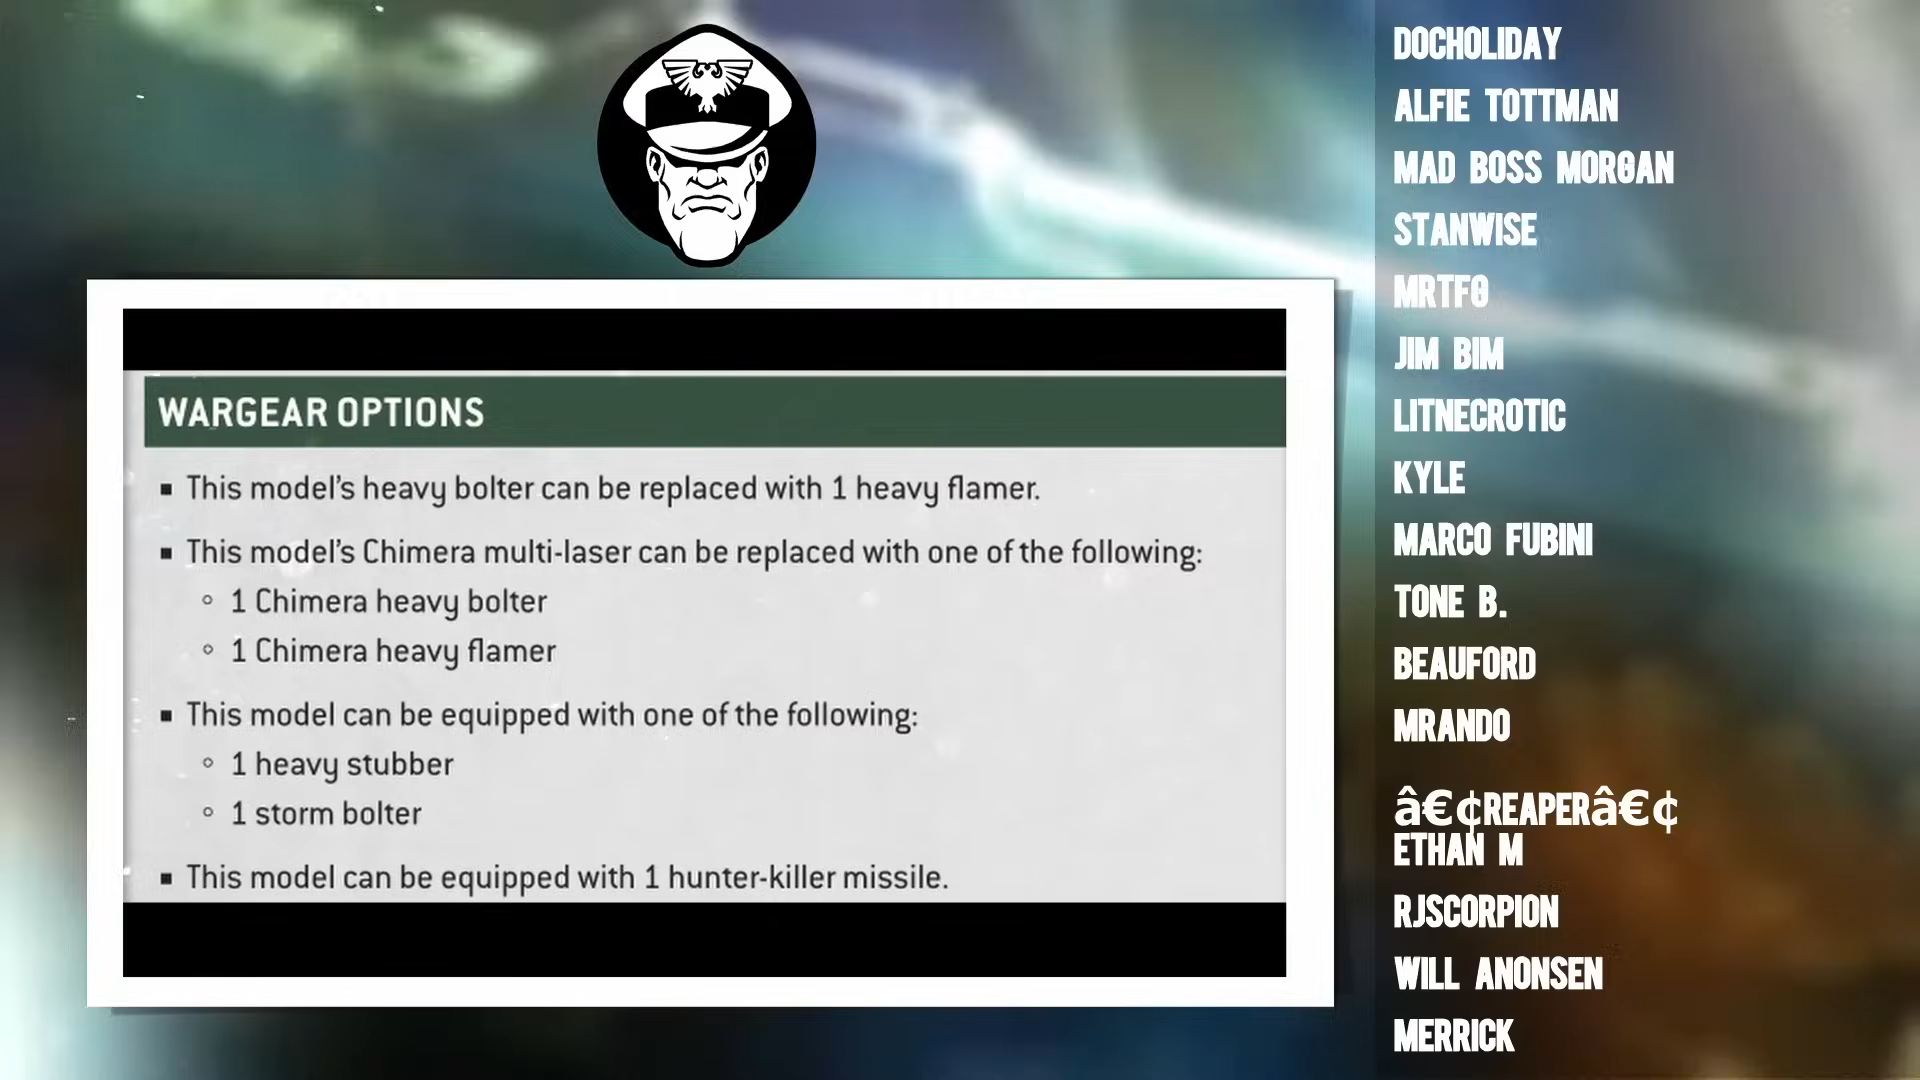 WARGEAR OPTIONS
▪ This model's heavy bolter can be replaced with 1 heavy flamer.
▪ This model's Chimera multi-laser can be replaced with one of the following:
◦ 1 Chimera heavy bolter
◦ 1 Chimera heavy flamer
▪ This model can be equipped with one of the following:
◦ 1 heavy stubber
◦ 1 storm bolter
▪ This model can be equipped with 1 hunter-killer missile.
DOCHOLIDAY
ALFIE TOTTMAN
MAD BOSS MORGAN
STANWISE
MRTFG
JIM BIM
LITNECROTIC
KYLE
MARCO FUBINI
TONE B.
BEAUFORD
MRANDO
â€¢REAPERâ€¢
ETHAN M
RJSCORPION
WILL ANONSEN
MERRICK